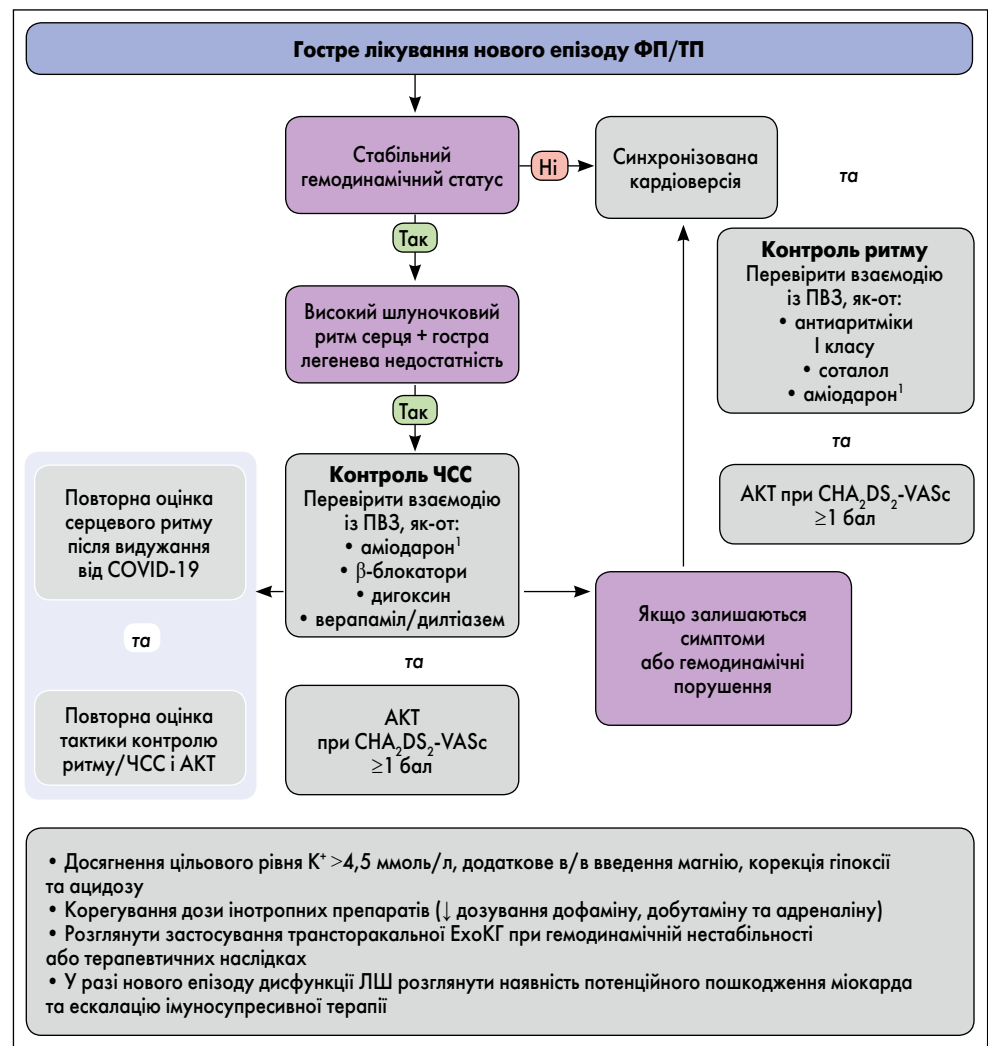 Гостре лікування нового епізоду ФП/ТП
Стабільний
гемодинамічний статус
Ні
Синхронізована
кардіоверсія
та
Так
Контроль ритму
Перевірити взаємодію
із ПВЗ, як-от:
• антиаритміки
І класу
• соталол
• аміодарон¹
Високий шлуночковий
ритм серця + гостра
легенева недостатність
Так
та
АКТ при CHA₂DS₂-VASc
≥1 бал
Контроль ЧСС
Перевірити взаємодію
із ПВЗ, як-от:
• аміодарон¹
• β-блокатори
• дигоксин
• верапаміл/дилтіазем
Повторна оцінка
серцевого ритму
після видужання
від COVID-19
та
Повторна оцінка
тактики контролю
ритму/ЧСС і АКТ
та
АКТ
при CHA₂DS₂-VASc
≥1 бал
Якщо залишаються
симптоми
або гемодинамічні
порушення
• Досягнення цільового рівня К⁺ >4,5 ммоль/л, додаткове в/в введення магнію, корекція гіпоксії
та ацидозу
• Корегування дози інотропних препаратів (↓ дозування дофаміну, добутаміну та адреналіну)
• Розглянути застосування трансторакальної ЕхоКГ при гемодинамічній нестабільності
або терапевтичних наслідках
• У разі нового епізоду дисфункції ЛШ розглянути наявність потенційного пошкодження міокарда
та ескалацію імуносупресивної терапії